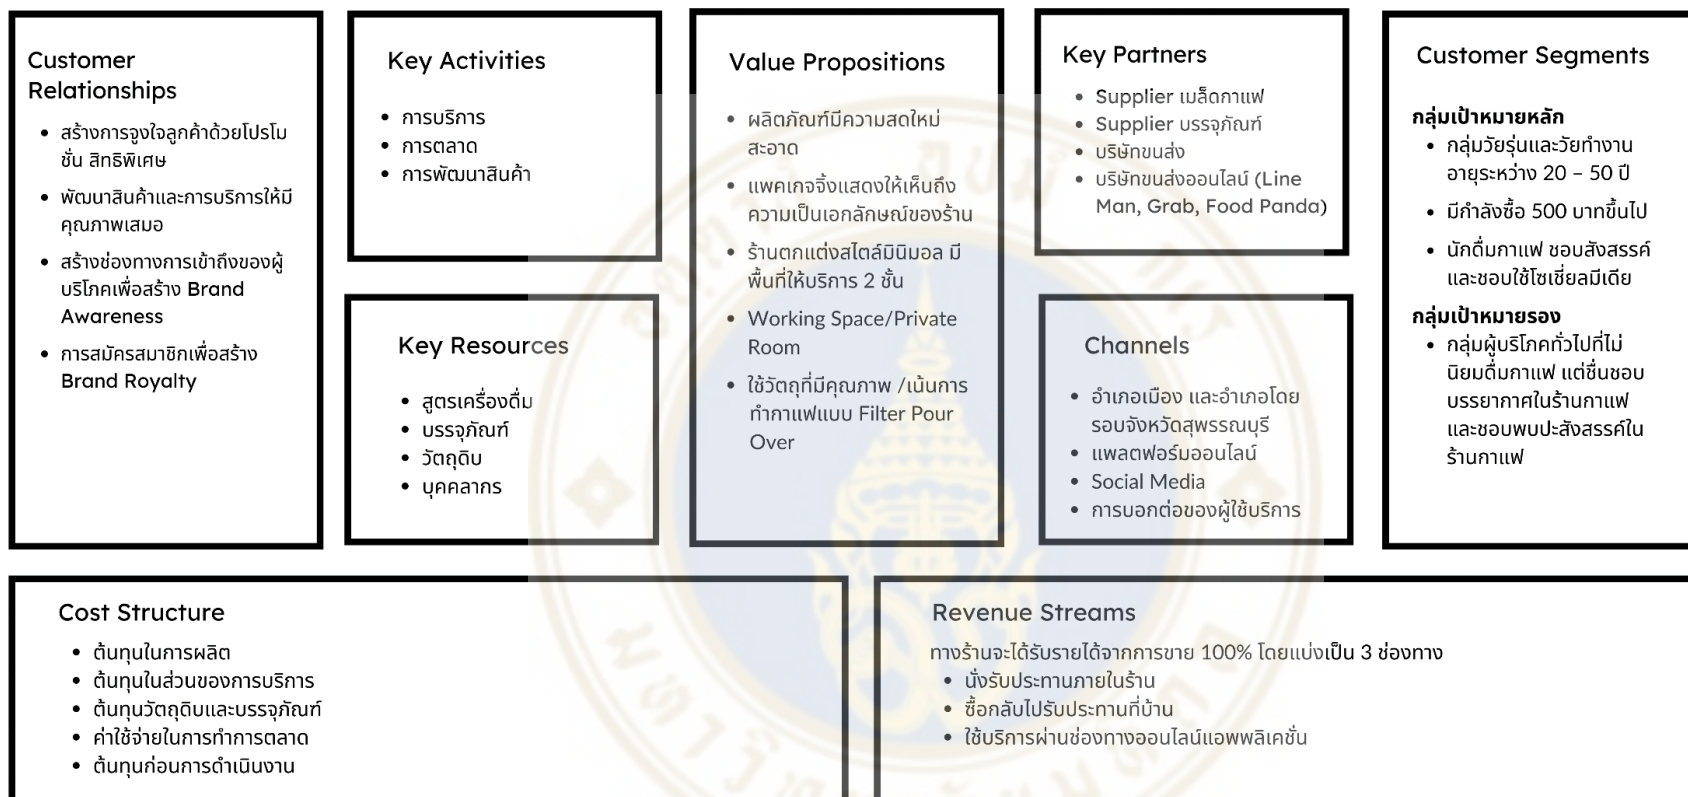 Customer
Relationships
• สร้างการจูงใจลูกค้าด้วยโปรโม
ชั่น สิทธิพิเศษ
• พัฒนาสินค้าและการบริการให้มี
คุณภาพเสมอ
• สร้างช่องทางการเข้าถึงของผู้
บริโภคเพื่อสร้าง Brand
Awareness
• การสมัครสมาชิกเพื่อสร้าง
Brand Royalty
Key Activities
• การบริการ
• การตลาด
• การพัฒนาสินค้า
Key Resources
• สูตรเครื่องดื่ม
• บรรจุภัณฑ์
• วัตถุดิบ
• บุคคลากร
Value Propositions
• ผลิตภัณฑ์มีความสดใหม่
สะอาด
• แพคเกจจิ้งแสดงให้เห็นถึง
ความเป็นเอกลักษณ์ของร้าน
• ร้านตกแต่งสไตล์มินิมอล มี
พื้นที่ให้บริการ 2 ชั้น
• Working Space/Private
Room
• ใช้วัตถุที่มีคุณภาพ /เน้นการ
ทำกาแฟแบบ Filter Pour
Over
Key Partners
• Supplier เมล็ดกาแฟ
• Supplier บรรจุภัณฑ์
• บริษัทขนส่ง
• บริษัทขนส่งออนไลน์ (Line
Man, Grab, Food Panda)
Channels
• อำเภอเมือง และอำเภอโดย
รอบจังหวัดสุพรรณบุรี
• แพลตฟอร์มออนไลน์
• Social Media
• การบอกต่อของผู้ใช้บริการ
Customer Segments
กลุ่มเป้าหมายหลัก
• กลุ่มวัยรุ่นและวัยทำงาน
อายุระหว่าง 20 – 50 ปี
• มีกำลังซื้อ 500 บาทขึ้นไป
• นักดื่มกาแฟ ชอบสังสรรค์
และชอบใช้โซเชี่ยลมีเดีย
กลุ่มเป้าหมายรอง
• กลุ่มผู้บริโภคทั่วไปที่ไม่
นิยมดื่มกาแฟ แต่ชื่นชอบ
บรรยากาศในร้านกาแฟ
และชอบพบปะสังสรรค์ใน
ร้านกาแฟ
Cost Structure
• ต้นทุนในการผลิต
• ต้นทุนในส่วนของการบริการ
• ต้นทุนวัตถุดิบและบรรจุภัณฑ์
• ค่าใช้จ่ายในการทำการตลาด
• ต้นทุนก่อนการดำเนินงาน
Revenue Streams
ทางร้านจะได้รับรายได้จากการขาย 100% โดยแบ่งเป็น 3 ช่องทาง
• นั่งรับประทานภายในร้าน
• ซื้อกลับไปรับประทานที่บ้าน
• ใช้บริการผ่านช่องทางออนไลน์แอพพลิเคชั่น